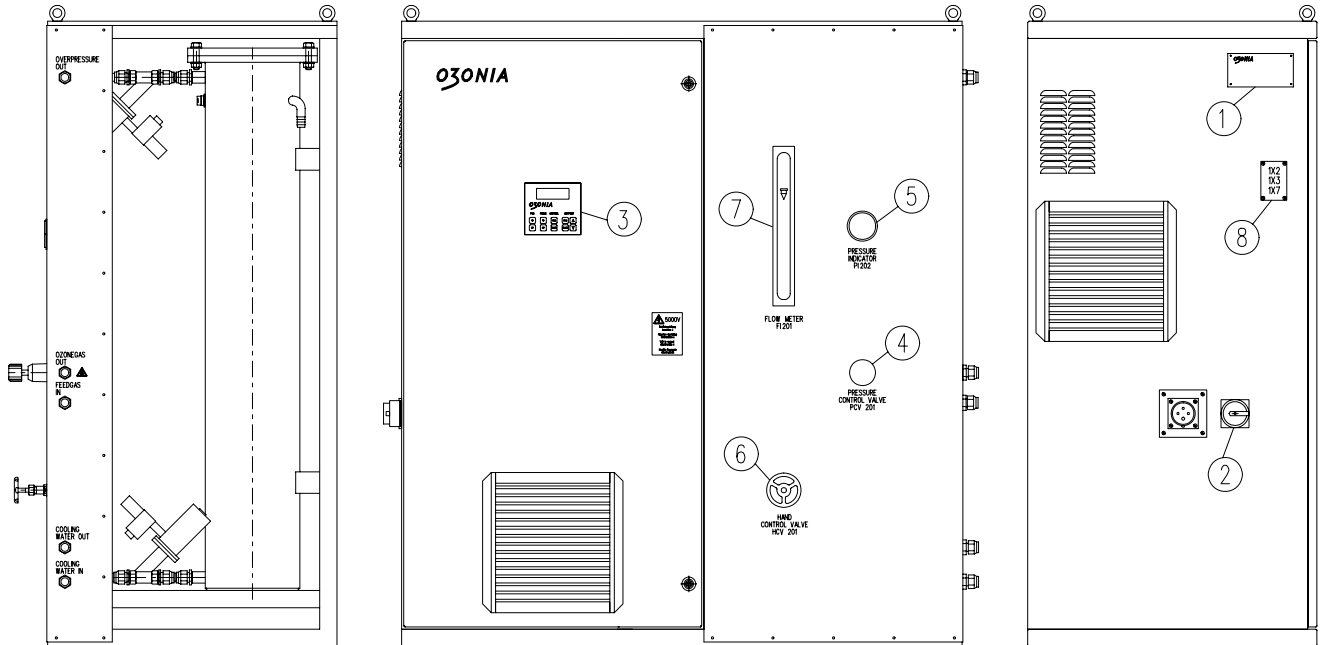 OVERPRESSURE
OUT
OZONEGAS
OUT
FEEDGAS
IN
COOLING
WATER OUT
COOLING
WATER IN
OZONIA
OZONIA
3
5000V
7
5
PRESSURE
INDICATOR
PI202
FLOW METER
FI201
4
PRESSURE
CONTROL VALVE
PCV 201
6
HAND
CONTROL VALVE
HCV 201
OZONIA
1
1X2
1X3
1X7
8
2